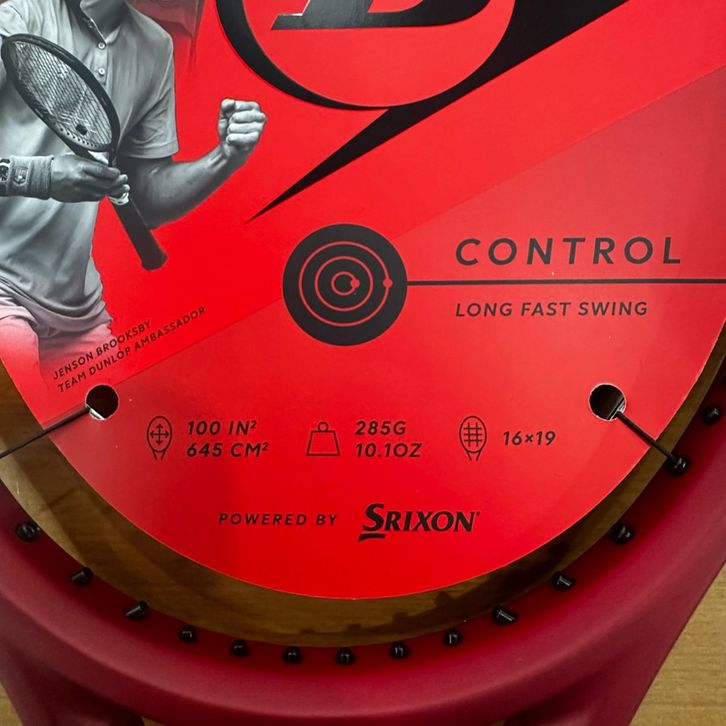 CONTROL
LONG FAST SWING
JENSON BROOKSBY
TEAM DUNLOP AMBASSADOR
100 IN²
645 CM²
285G
10.1OZ
16×19
POWERED BY SRIXON